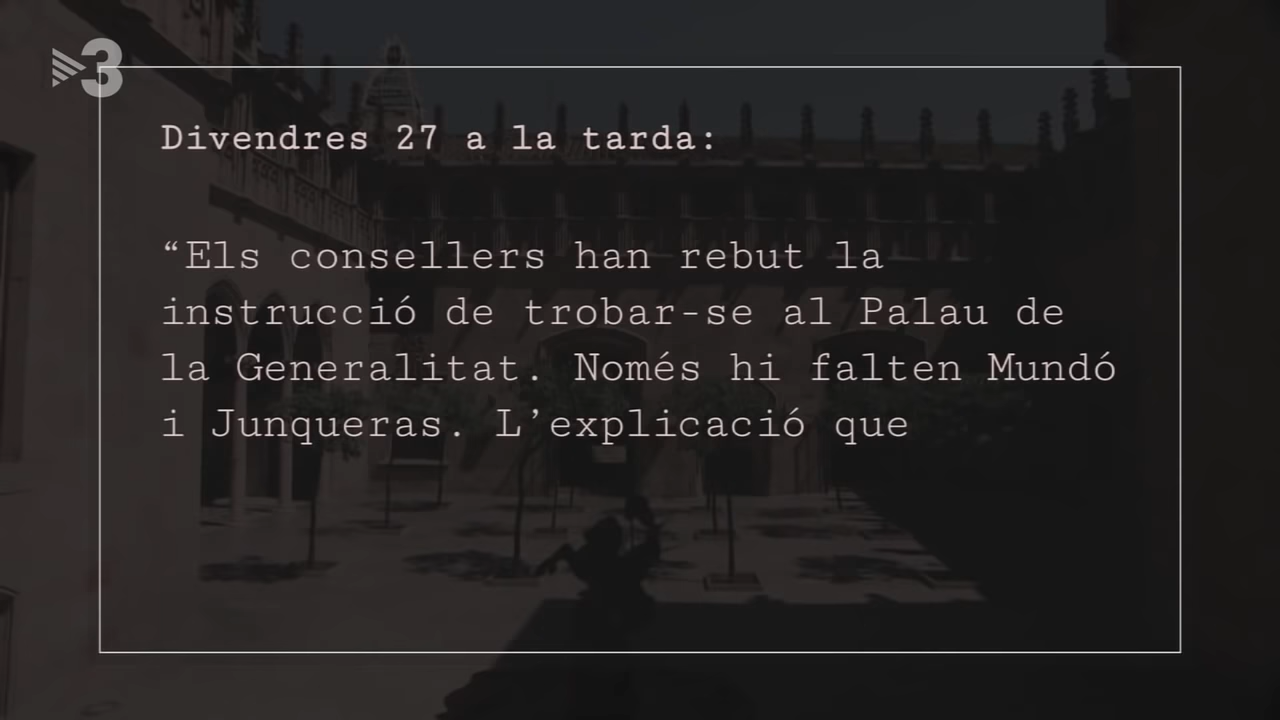 3
Divendres 27 a la tarda:
“Els consellers han rebut la
instrucció de trobar-se al Palau de
la Generalitat. Només hi falten Mundó
i Junqueras. L’explicació que